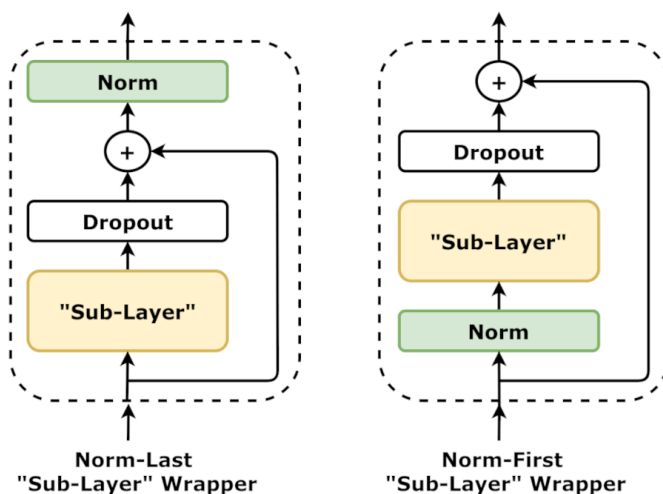 Norm
+
Dropout
"Sub-Layer"
Norm-Last
"Sub-Layer" Wrapper
+
Dropout
"Sub-Layer"
Norm
Norm-First
"Sub-Layer" Wrapper